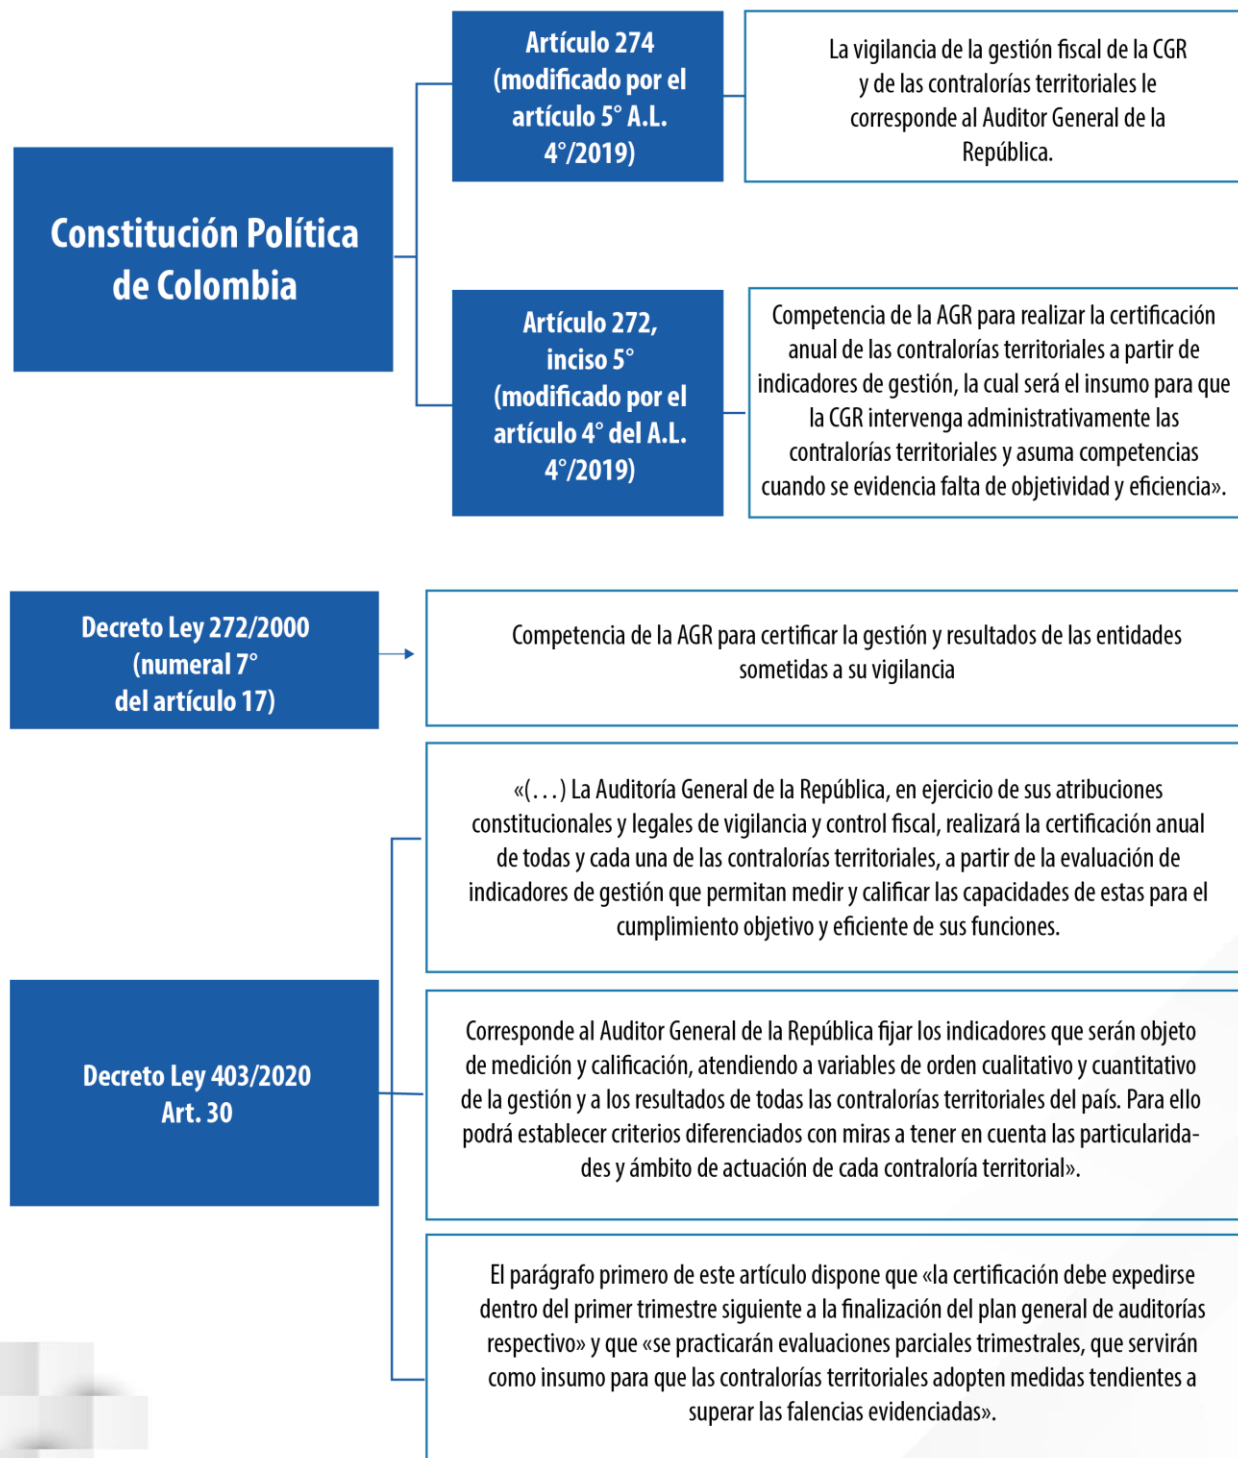 Constitución Política
de Colombia
Artículo 274
(modificado por el
artículo 5° A.L.
4°/2019)
La vigilancia de la gestión fiscal de la CGR
y de las contralorías territoriales le
corresponde al Auditor General de la
República.
Artículo 272,
inciso 5°
(modificado por el
artículo 4° del A.L.
4°/2019)
Competencia de la AGR para realizar la certificación
anual de las contralorías territoriales a partir de
indicadores de gestión, la cual será el insumo para que
la CGR intervenga administrativamente las
contralorías territoriales y asuma competencias
cuando se evidencia falta de objetividad y eficiencia».
Decreto Ley 272/2000
(numeral 7°
del artículo 17)
Competencia de la AGR para certificar la gestión y resultados de las entidades
sometidas a su vigilancia
Decreto Ley 403/2020
Art. 30
«(...) La Auditoría General de la República, en ejercicio de sus atribuciones
constitucionales y legales de vigilancia y control fiscal, realizará la certificación anual
de todas y cada una de las contralorías territoriales, a partir de la evaluación de
indicadores de gestión que permitan medir y calificar las capacidades de estas para el
cumplimiento objetivo y eficiente de sus funciones.
Corresponde al Auditor General de la República fijar los indicadores que serán objeto
de medición y calificación, atendiendo a variables de orden cualitativo y cuantitativo
de la gestión y a los resultados de todas las contralorías territoriales del país. Para ello
podrá establecer criterios diferenciados con miras a tener en cuenta las particularida-
des y ámbito de actuación de cada contraloría territorial».
El parágrafo primero de este artículo dispone que «la certificación debe expedirse
dentro del primer trimestre siguiente a la finalización del plan general de auditorías
respectivo» y que «se practicarán evaluaciones parciales trimestrales, que servirán
como insumo para que las contralorías territoriales adopten medidas tendientes a
superar las falencias evidenciadas».